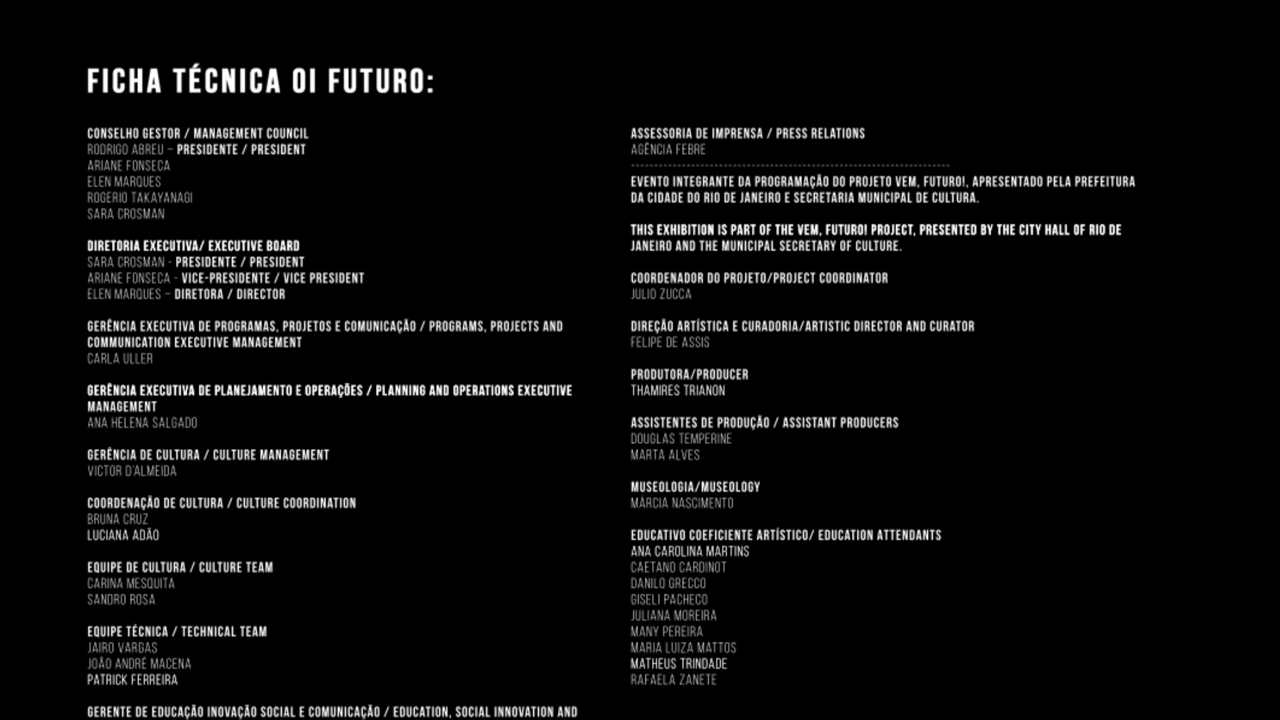 FICHA TÉCNICA OI FUTURO:
CONSELHO GESTOR / MANAGEMENT COUNCIL
RODRIGO ABREU – PRESIDENTE / PRESIDENT
ARIANE FONSECA
ELEN MARQUES
ROGERIO TAKAYANAGI
SARA CROSMAN
DIRETORIA EXECUTIVA/ EXECUTIVE BOARD
SARA CROSMAN - PRESIDENTE / PRESIDENT
ARIANE FONSECA - VICE-PRESIDENTE / VICE PRESIDENT
ELEN MARQUES – DIRETORA / DIRECTOR
GERÊNCIA EXECUTIVA DE PROGRAMAS, PROJETOS E COMUNICAÇÃO / PROGRAMS, PROJECTS AND
COMMUNICATION EXECUTIVE MANAGEMENT
CARLA ULLER
GERÊNCIA EXECUTIVA DE PLANEJAMENTO E OPERAÇÕES / PLANNING AND OPERATIONS EXECUTIVE
MANAGEMENT
ANA HELENA SALGADO
GERÊNCIA DE CULTURA / CULTURE MANAGEMENT
VICTOR D'ALMEIDA
COORDENAÇÃO DE CULTURA / CULTURE COORDINATION
BRUNA CRUZ
LUCIANA ADÃO
EQUIPE DE CULTURA / CULTURE TEAM
CARINA MESQUITA
SANDRO ROSA
EQUIPE TÉCNICA / TECHNICAL TEAM
JAIRO VARGAS
JOÃO ANDRÉ MACENA
PATRICK FERREIRA
GERENTE DE EDUCAÇÃO INOVAÇÃO SOCIAL E COMUNICAÇÃO / EDUCATION, SOCIAL INNOVATION AND
ASSESSORIA DE IMPRENSA / PRESS RELATIONS
AGÊNCIA FEBRE
---------------------------------------------------------------------
EVENTO INTEGRANTE DA PROGRAMAÇÃO DO PROJETO VEM, FUTURO!, APRESENTADO PELA PREFEITURA
DA CIDADE DO RIO DE JANEIRO E SECRETARIA MUNICIPAL DE CULTURA.
THIS EXHIBITION IS PART OF THE VEM, FUTURO! PROJECT, PRESENTED BY THE CITY HALL OF RIO DE
JANEIRO AND THE MUNICIPAL SECRETARY OF CULTURE.
COORDENADOR DO PROJETO/PROJECT COORDINATOR
JULIO ZUCCA
DIREÇÃO ARTÍSTICA E CURADORIA/ARTISTIC DIRECTOR AND CURATOR
FELIPE DE ASSIS
PRODUTORA/PRODUCER
THAMIRES TRIANON
ASSISTENTES DE PRODUÇÃO / ASSISTANT PRODUCERS
DOUGLAS TEMPERINE
MARTA ALVES
MUSEOLOGIA/MUSEOLOGY
MÁRCIA NASCIMENTO
EDUCATIVO COEFICIENTE ARTÍSTICO/ EDUCATION ATTENDANTS
ANA CAROLINA MARTINS
CAETANO CARDINOT
DANILO GRECCO
GISELI PACHECO
JULIANA MOREIRA
MANY PEREIRA
MARIA LUIZA MATTOS
MATHEUS TRINDADE
RAFAELA ZANETE